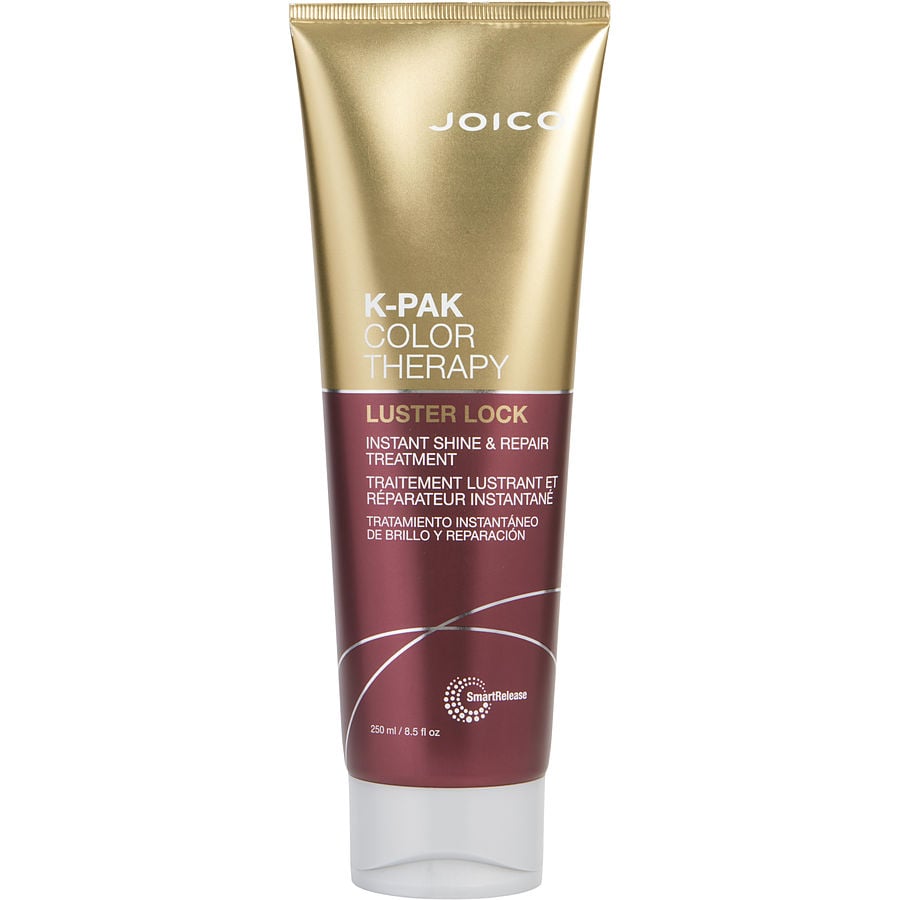 JOICO
K-PAK
COLOR
THERAPY
LUSTER LOCK
INSTANT SHINE & REPAIR
TREATMENT
TRAITEMENT LUSTRANT ET
RÉPARATEUR INSTANTANÉ
TRATAMIENTO INSTANTÁNEO
DE BRILLO Y REPARACIÓN
SmartRelease
250 ml / 8.5 fl oz